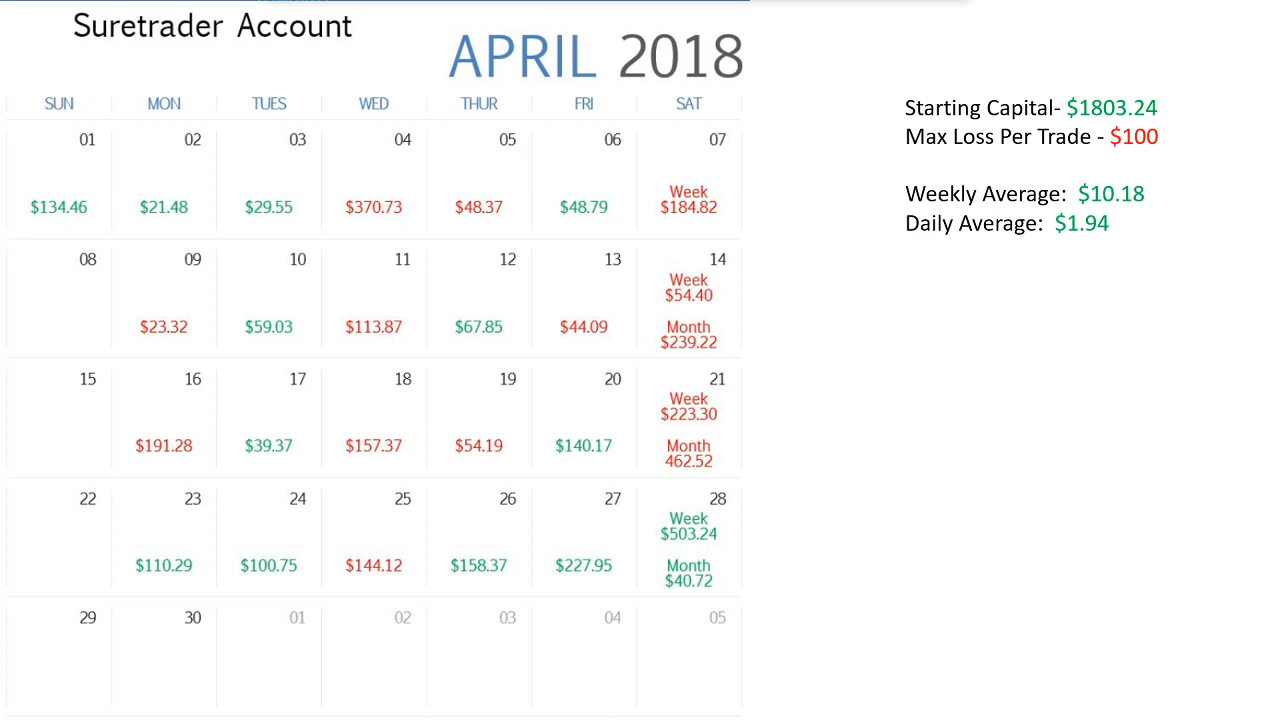 Suretrader Account
APRIL 2018
SUN MON TUES WED THUR FRI SAT
01 02 03 04 05 06 07
$134.46 $21.48 $29.55 $370.73 $48.37 $48.79 Week
$184.82
08 09 10 11 12 13 14
Week
$54.40
$23.32 $59.03 $113.87 $67.85 $44.09 Month
$239.22
15 16 17 18 19 20 21
Week
$223.30
$191.28 $39.37 $157.37 $54.19 $140.17 Month
462.52
22 23 24 25 26 27 28
Week
$503.24
$110.29 $100.75 $144.12 $158.37 $227.95 Month
$40.72
29 30 01 02 03 04 05
Starting Capital- $1803.24
Max Loss Per Trade - $100
Weekly Average: $10.18
Daily Average: $1.94